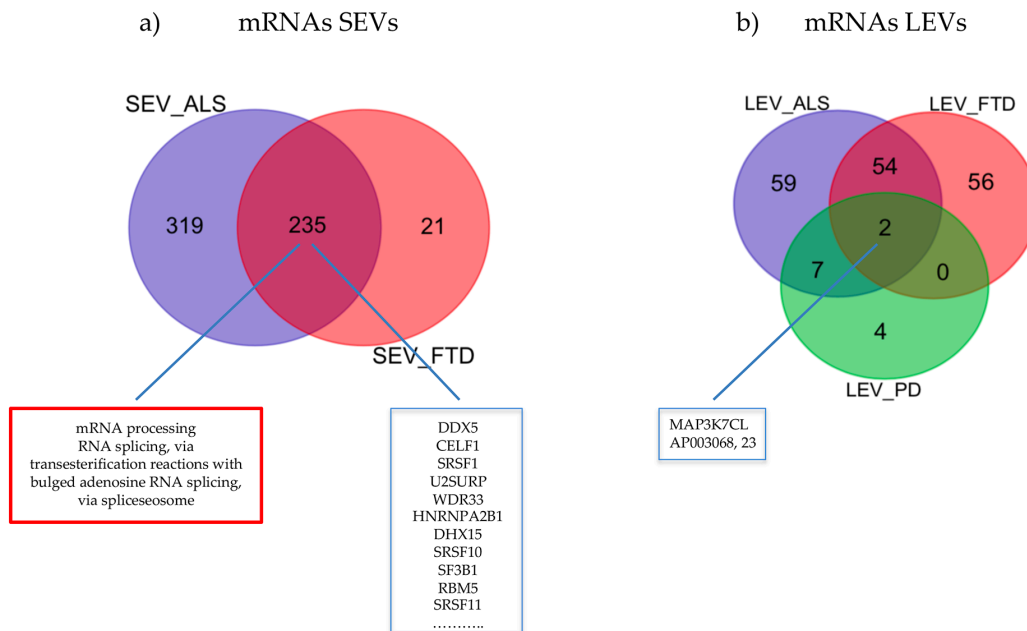 a) mRNAs SEVs
SEV_ALS
319
235
21
SEV_FTD
mRNA processing
RNA splicing, via
transesterification reactions with
bulged adenosine RNA splicing,
via spliceseosome
DDX5
CELF1
SRSF1
U2SURP
WDR33
HNRNPA2B1
DHX15
SRSF10
SF3B1
RBM5
SRSF11
………..
b) mRNAs LEVs
LEV_ALS
LEV_FTD
59
54
56
2
7
0
4
LEV_PD
MAP3K7CL
AP003068, 23